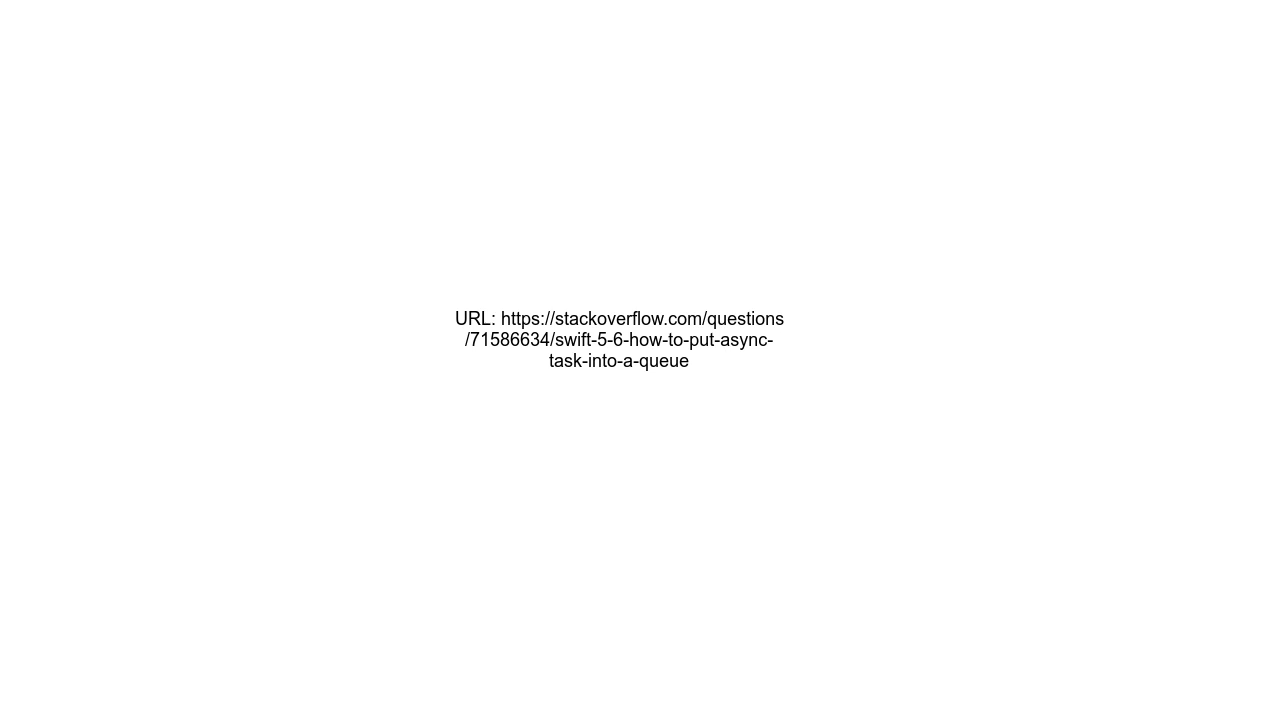 URL: https://stackoverflow.com/questions
/71586634/swift-5-6-how-to-put-async-
task-into-a-queue